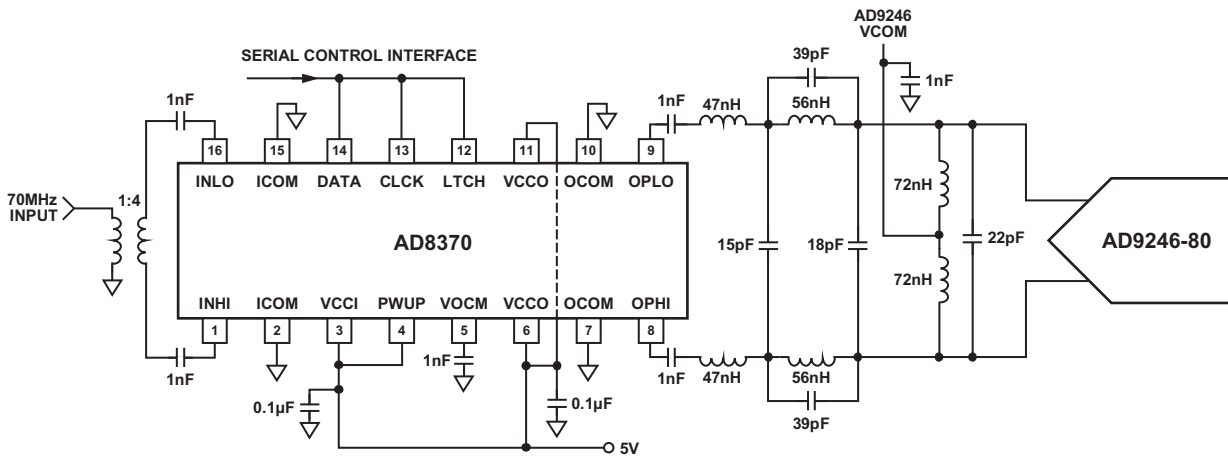 AD9246
VCOM
SERIAL CONTROL INTERFACE
39pF
1nF
1nF
1nF
47nH
56nH
16
15
14
13
12
11
10
9
INLO
ICOM
DATA
CLCK
LTCH
VCCO
OCOM
OPLO
70MHz
INPUT
1:4
72nH
AD8370
15pF
18pF
22pF
AD9246-80
72nH
INHI
ICOM
VCCI
PWUP
VOCM
VCCO
OCOM
OPHI
1
2
3
4
5
6
7
8
1nF
1nF
1nF
47nH
56nH
0.1µF
0.1µF
39pF
5V